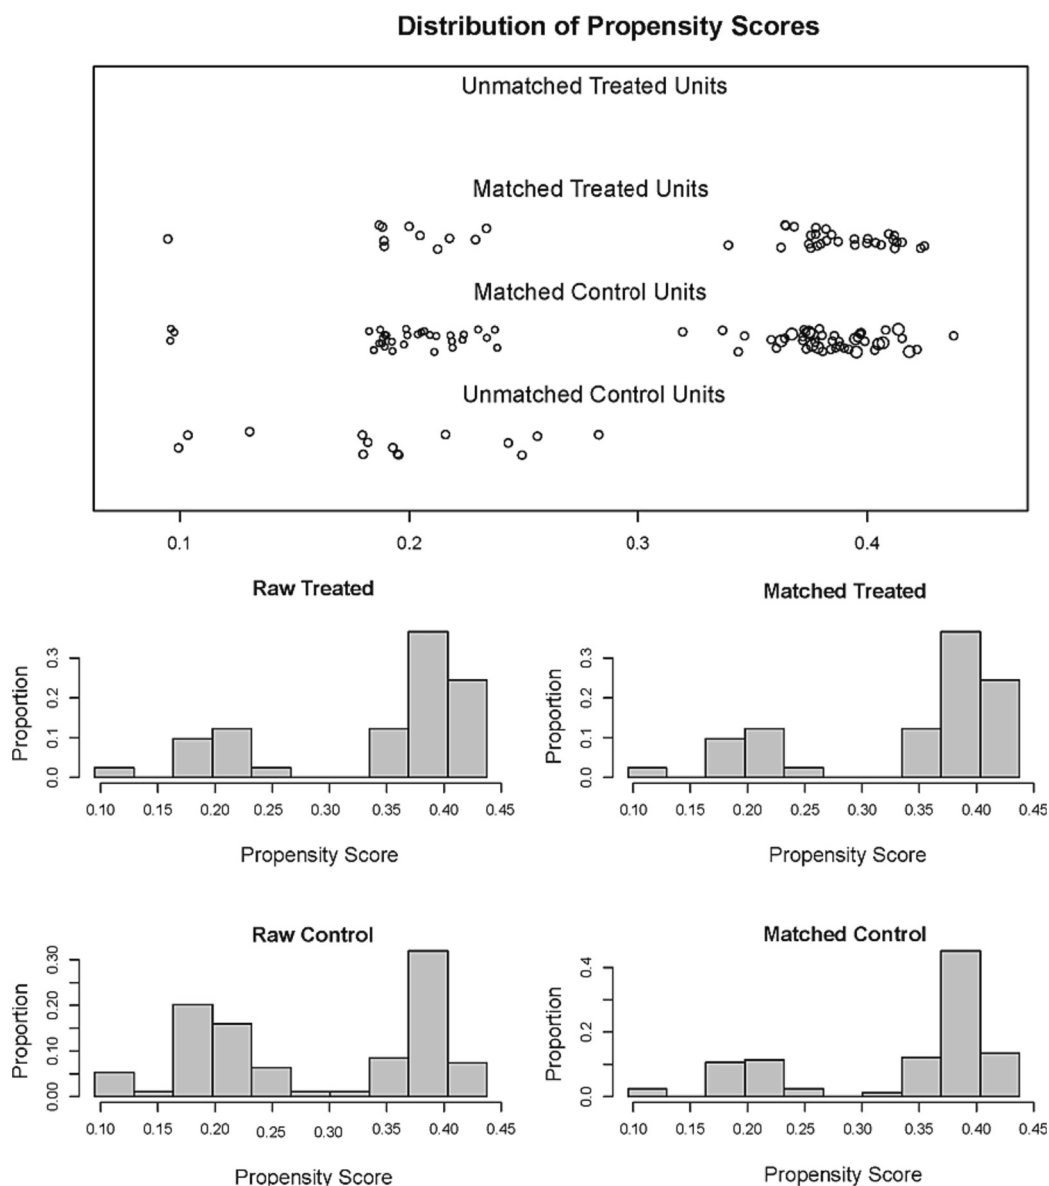 Distribution of Propensity Scores
Unmatched Treated Units
Matched Treated Units
Matched Control Units
Unmatched Control Units
0.1 0.2 0.3 0.4
Raw Treated
Proportion
0.0 0.1 0.2 0.3
0.10 0.15 0.20 0.25 0.30 0.35 0.40 0.45
Propensity Score
Matched Treated
Proportion
0.0 0.1 0.2 0.3
0.10 0.15 0.20 0.25 0.30 0.35 0.40 0.45
Propensity Score
Raw Control
Proportion
0.00 0.10 0.20 0.30
0.10 0.15 0.20 0.25 0.30 0.35 0.40 0.45
Propensity Score
Matched Control
Proportion
0.0 0.2 0.4
0.10 0.15 0.20 0.25 0.30 0.35 0.40 0.45
Propensity Score